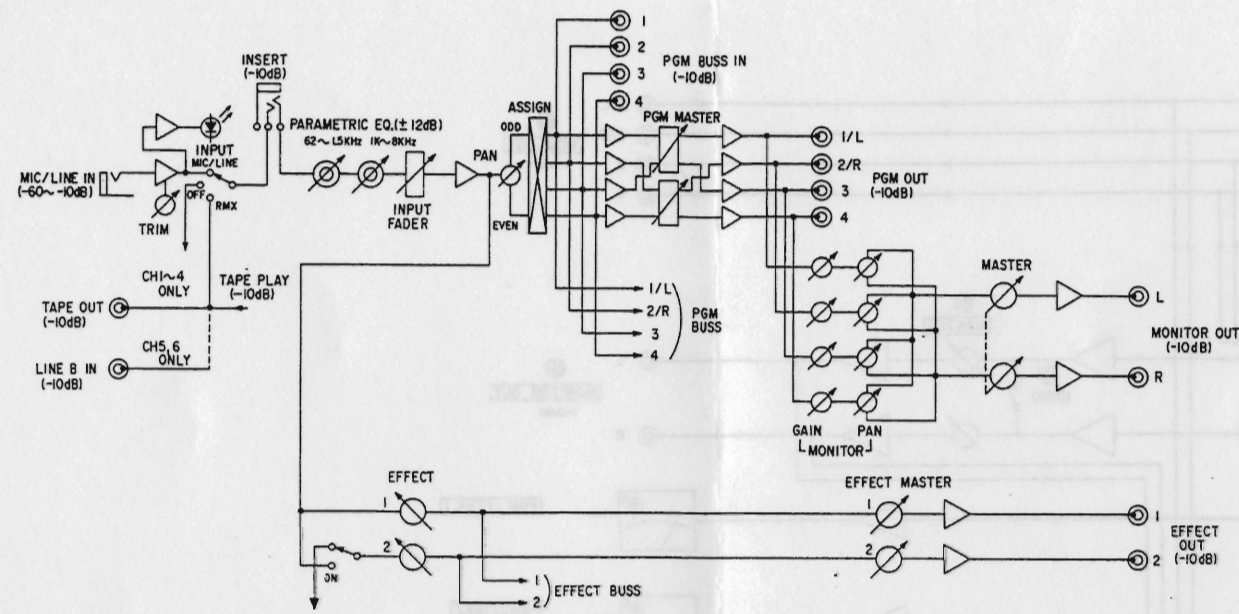 1
2
PGM BUSS IN
(-10dB)
3
4
INSERT
(-10dB)
ASSIGN
ODD
PGM MASTER
PARAMETRIC EQ.(±12dB)
62~1.5KHz 1K~8KHz
INPUT
MIC/LINE
PAN
MIC/LINE IN
(-60~-10dB)
OFF
RMX
TRIM
INPUT
FADER
EVEN
1/L
2/R
3
4
PGM OUT
(-10dB)
CH1~4
ONLY
TAPE PLAY
(-10dB)
TAPE OUT
(-10dB)
CH5,6
ONLY
LINE B IN
(-10dB)
1/L
2/R
3
4
PGM
BUSS
MASTER
L
MONITOR OUT
(-10dB)
R
GAIN PAN
MONITOR
EFFECT
1
2
ON
1
2
EFFECT BUSS
EFFECT MASTER
1
2
1
2
EFFECT
OUT
(-10dB)